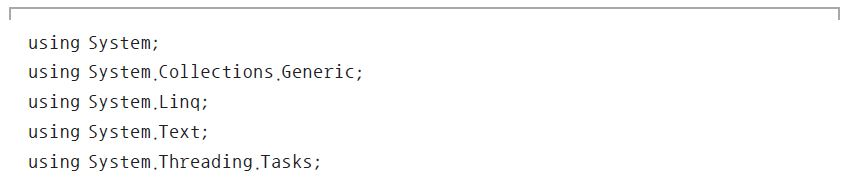 using System;
using System.Collections.Generic;
using System.Linq;
using System.Text;
using System.Threading.Tasks;